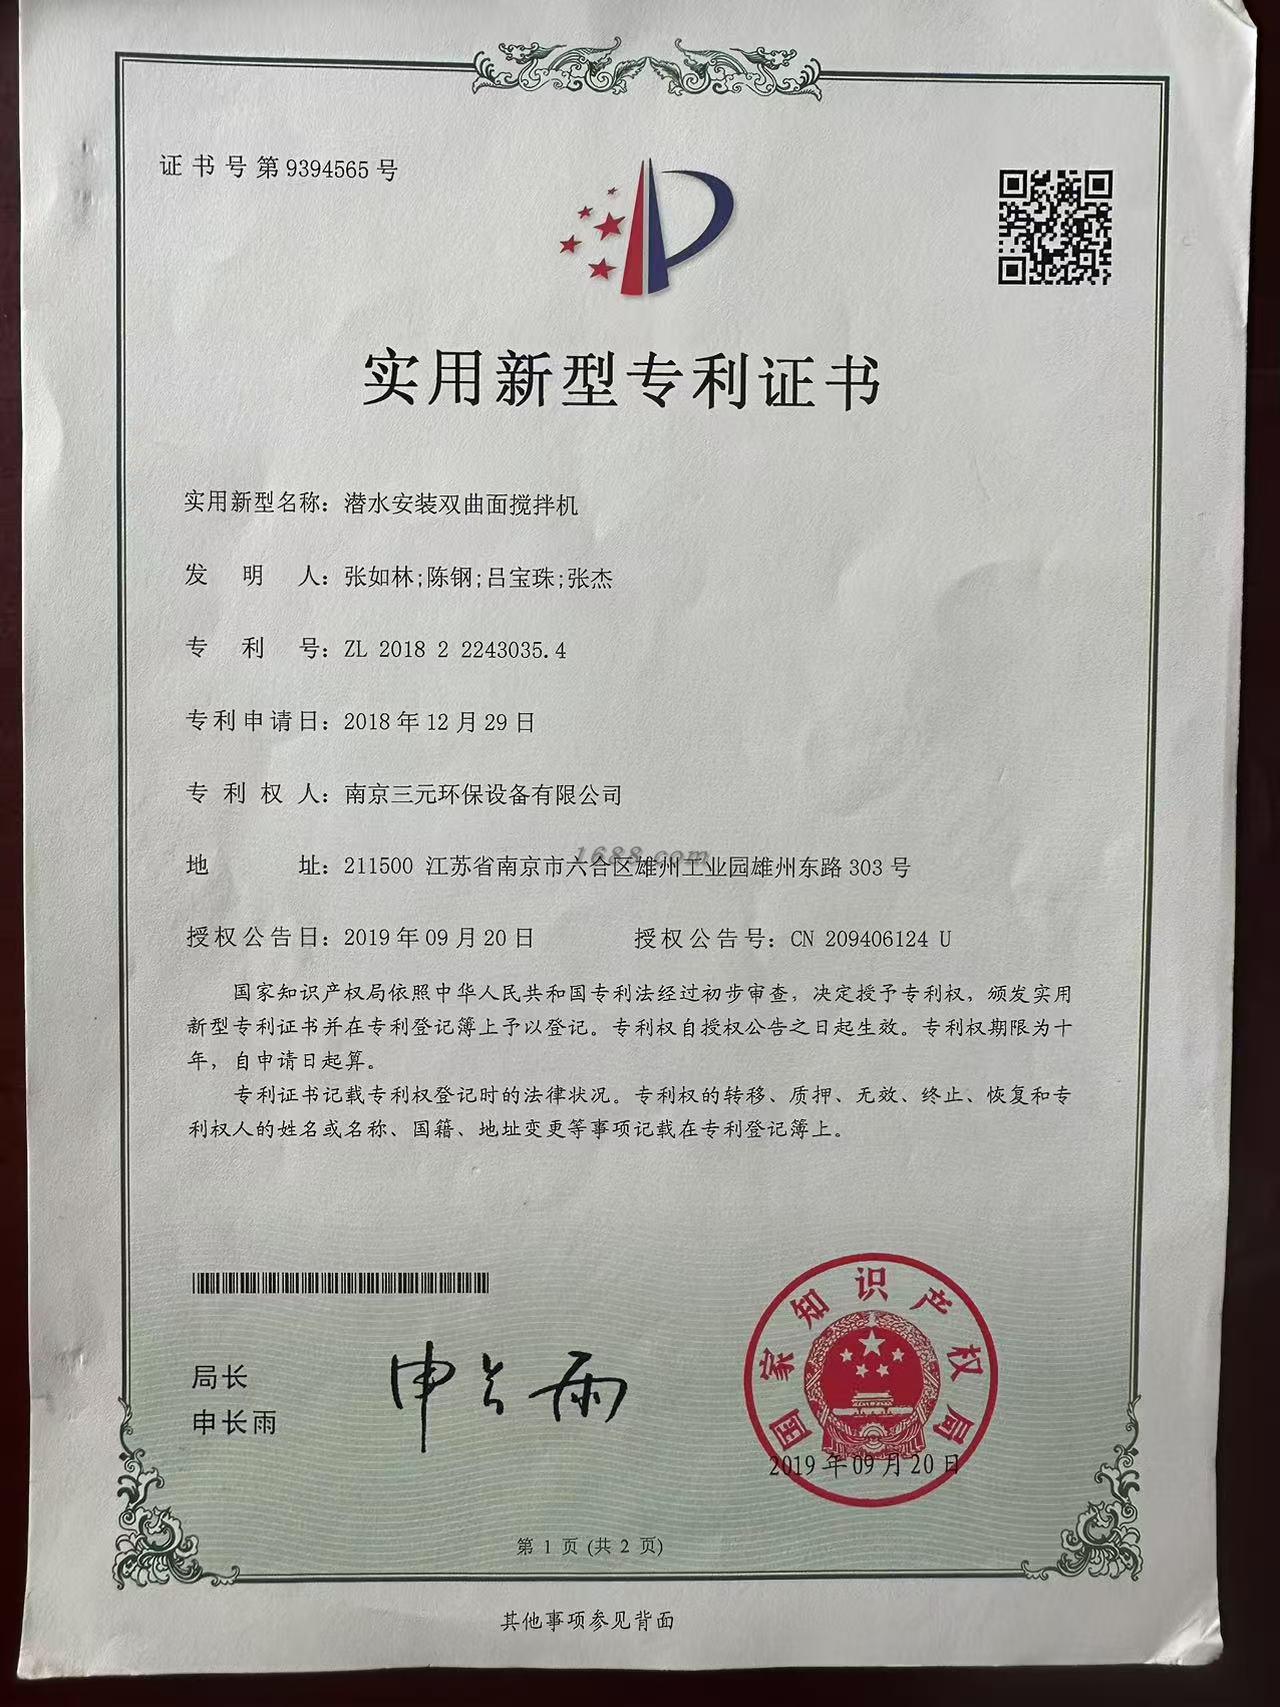 证书号第9394565号
实用新型专利证书
实用新型名称：潜水安装双曲面搅拌机
发明人：张如林;陈钢;吕宝珠;张杰
专利号：ZL 2018 2 2243035.4
专利申请日：2018年12月29日
专利权人：南京三元环保设备有限公司
地址：211500 江苏省南京市六合区雄州工业园雄州东路303号
1688.com
授权公告日：2019年09月20日 授权公告号：CN 209406124 U
国家知识产权局依照中华人民共和国专利法经过初步审查，决定授予专利权，颁发实用
新型专利证书并在专利登记簿上予以登记。专利权自授权公告之日起生效。专利权期限为十
年，自申请日起算。
专利证书记载专利权登记时的法律状况。专利权的转移、质押、无效、终止、恢复和专
利权人的姓名或名称、国籍、地址变更等事项记载在专利登记簿上。
局长
申长雨
申长雨
国家知识产权局
2019年09月20日
第 1 页 (共 2 页)
其他事项参见背面